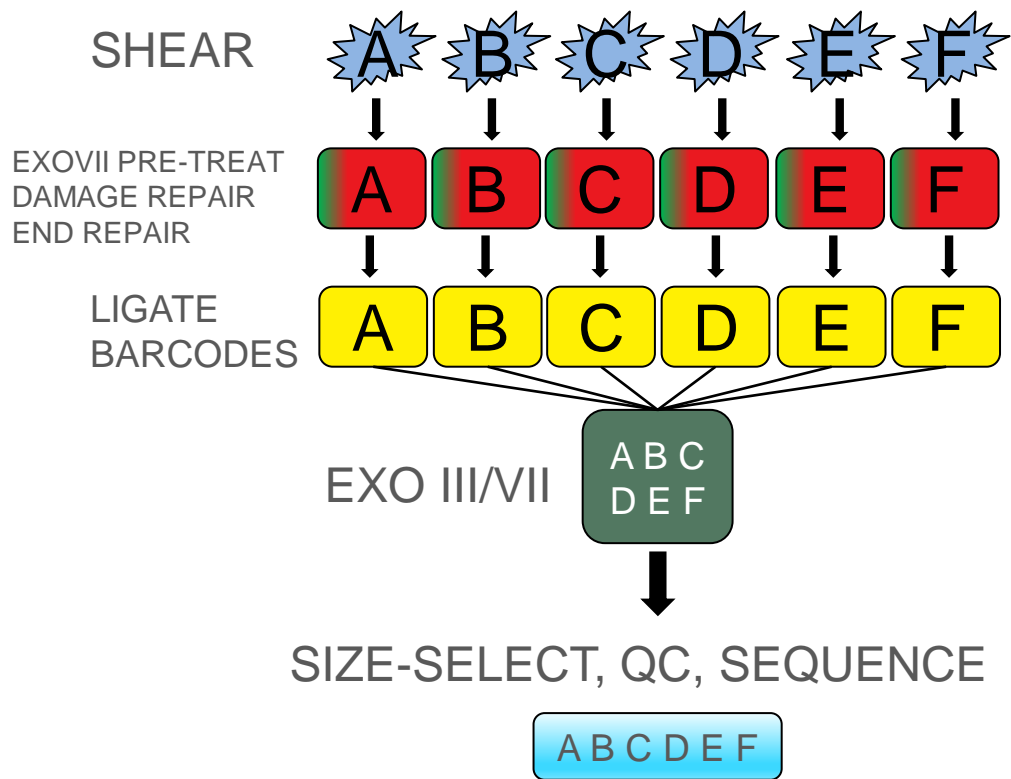 SHEAR
A B C D E F
EXOVII PRE-TREAT
DAMAGE REPAIR
END REPAIR
A B C D E F
LIGATE
BARCODES
A B C D E F
EXO III/VII
A B C
D E F
SIZE-SELECT, QC, SEQUENCE
A B C D E F